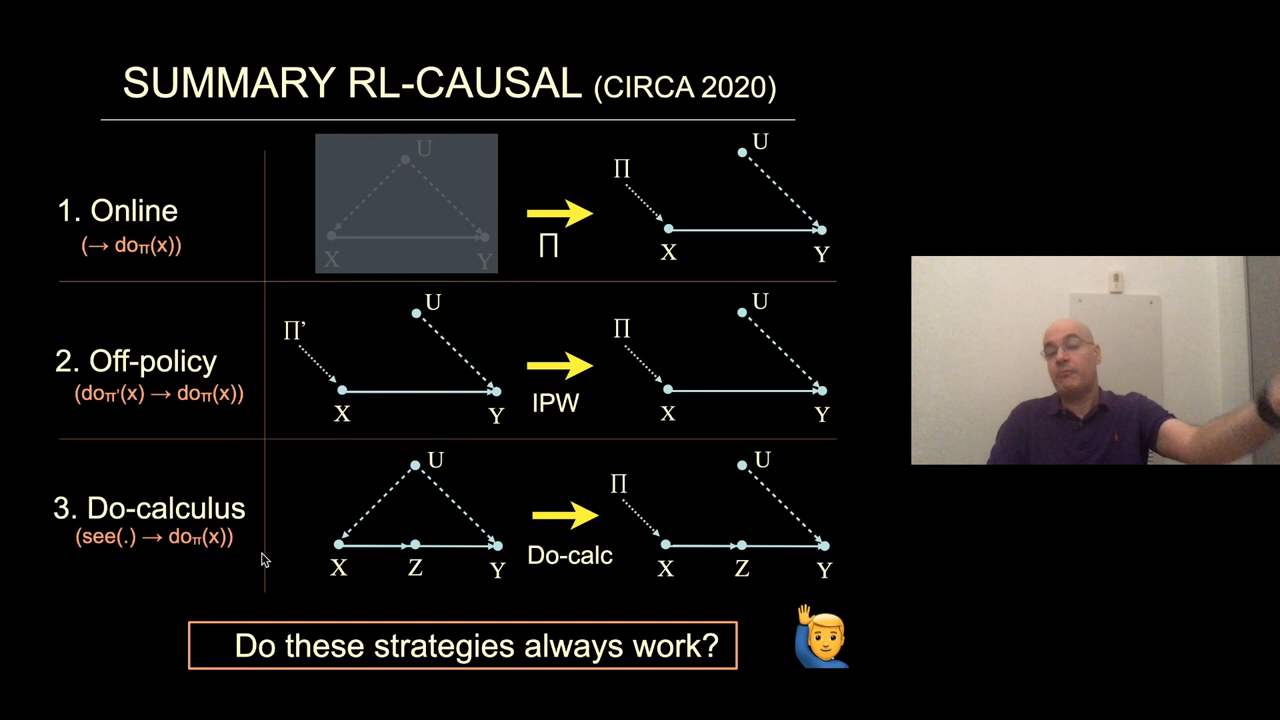 SUMMARY RL-CAUSAL (CIRCA 2020)
1. Online
(→ doπ(x))
U
X
Y
∏
∏
U
X
Y
2. Off-policy
(doπ'(x) → doπ(x))
∏'
U
X
Y
IPW
∏
U
X
Y
3. Do-calculus
(see(.) → doπ(x))
U
X
Z
Y
Do-calc
∏
U
X
Z
Y
Do these strategies always work?